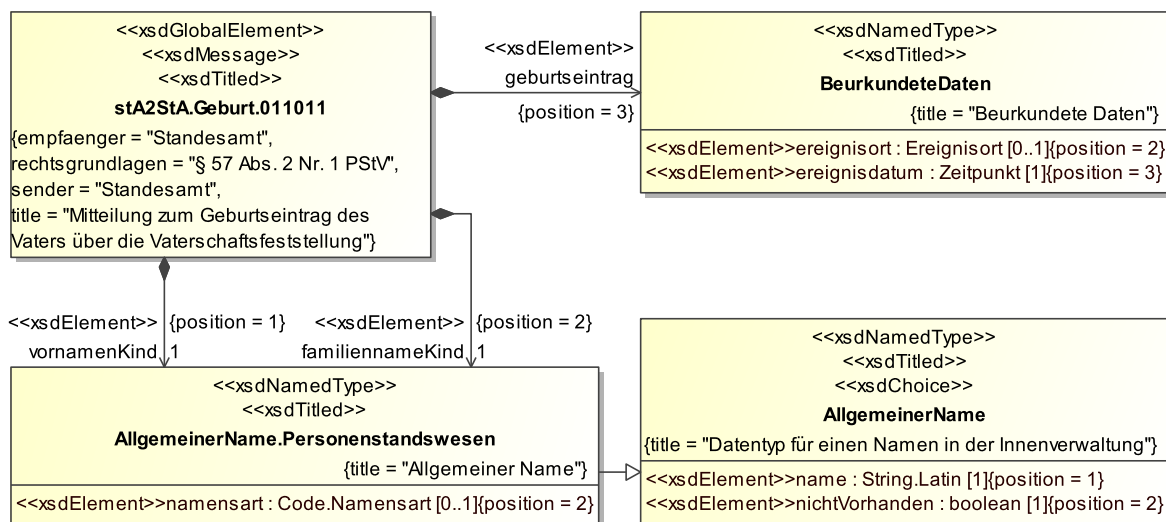 <<xsdGlobalElement>>
<<xsdMessage>>
<<xsdTitled>>
stA2StA.Geburt.011011
{empfaenger = "Standesamt",
rechtsgrundlagen = "§ 57 Abs. 2 Nr. 1 PStV",
sender = "Standesamt",
title = "Mitteilung zum Geburtseintrag des
Vaters über die Vaterschaftsfeststellung"}
<<xsdElement>>
geburtseintrag
{position = 3}
<<xsdNamedType>>
<<xsdTitled>>
BeurkundeteDaten
{title = "Beurkundete Daten"}
<<xsdElement>>ereignisort : Ereignisort [0..1]{position = 2}
<<xsdElement>>ereignisdatum : Zeitpunkt [1]{position = 3}
<<xsdElement>> {position = 1}
vornamenKind 1
<<xsdElement>> {position = 2}
familiennameKind 1
<<xsdNamedType>>
<<xsdTitled>>
AllgemeinerName.Personenstandswesen
{title = "Allgemeiner Name"}
<<xsdElement>>namensart : Code.Namensart [0..1]{position = 2}
<<xsdNamedType>>
<<xsdTitled>>
<<xsdChoice>>
AllgemeinerName
{title = "Datentyp für einen Namen in der Innenverwaltung"}
<<xsdElement>>name : String.Latin [1]{position = 1}
<<xsdElement>>nichtVorhanden : boolean [1]{position = 2}